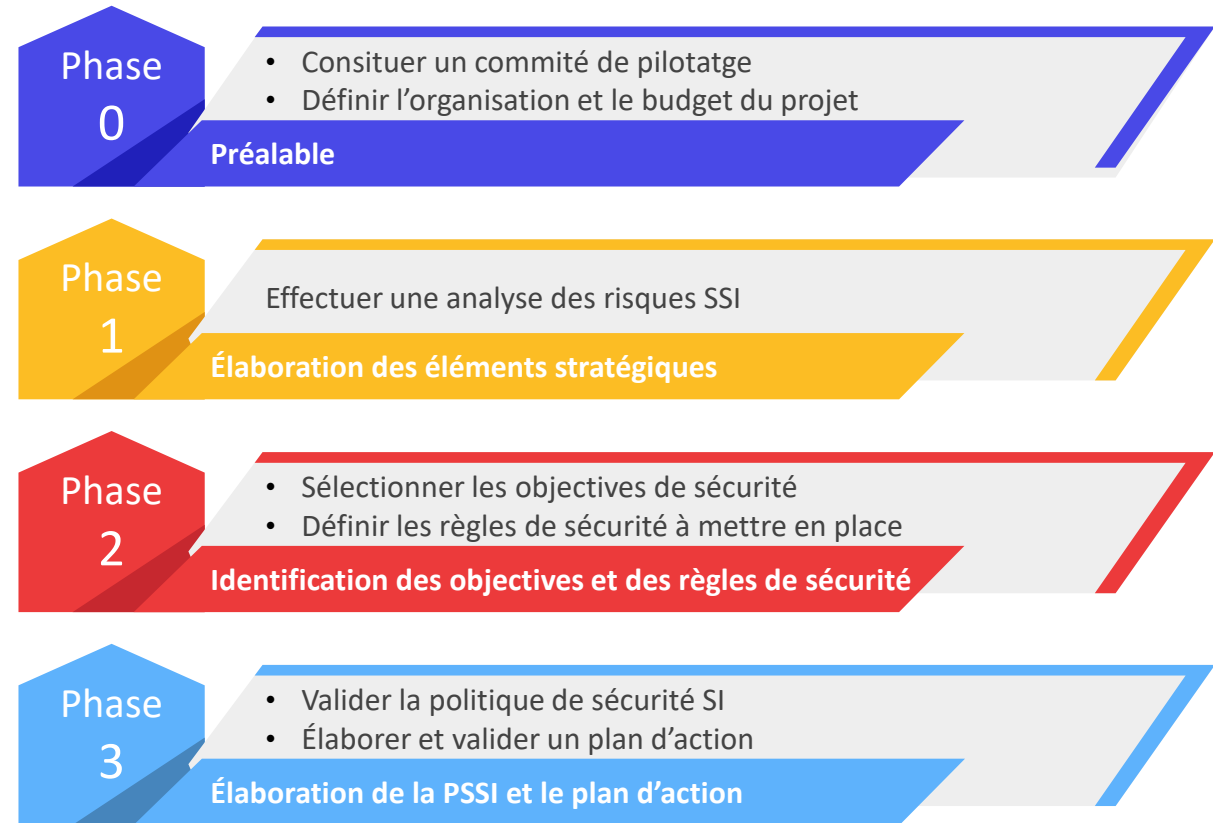 Phase
0
• Consituer un commité de pilotatge
• Définir l’organisation et le budget du projet
Préalable
Phase
1
Effectuer une analyse des risques SSI
Élaboration des éléments stratégiques
Phase
2
• Sélectionner les objectives de sécurité
• Définir les règles de sécurité à mettre en place
Identification des objectives et des règles de sécurité
Phase
3
• Valider la politique de sécurité SI
• Élaborer et valider un plan d’action
Élaboration de la PSSI et le plan d’action